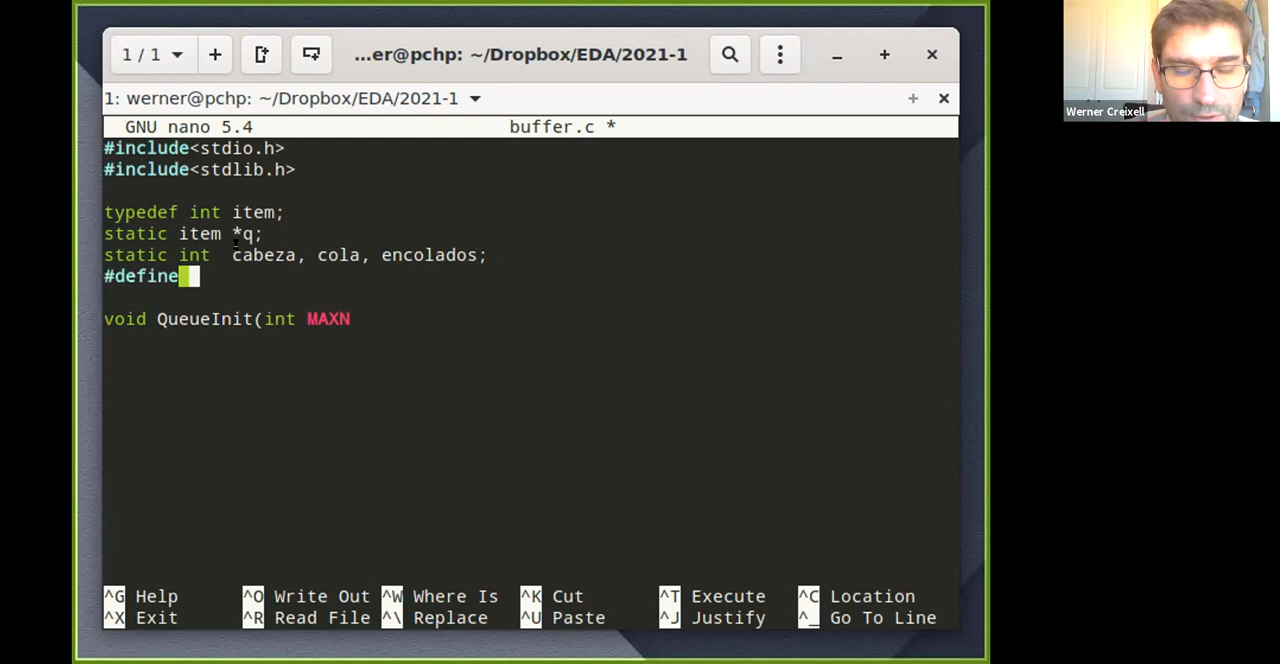 1 / 1
...er@pchp: ~/Dropbox/EDA/2021-1
1: werner@pchp: ~/Dropbox/EDA/2021-1
GNU nano 5.4 buffer.c *
#include<stdio.h>
#include<stdlib.h>
typedef int item;
static item *q;
static int  cabeza, cola, encolados;
#define
void QueueInit(int MAXN
^G Help ^O Write Out ^W Where Is ^K Cut ^T Execute ^C Location
^X Exit ^R Read File ^\ Replace ^U Paste ^J Justify ^_ Go To Line
Werner Creixell